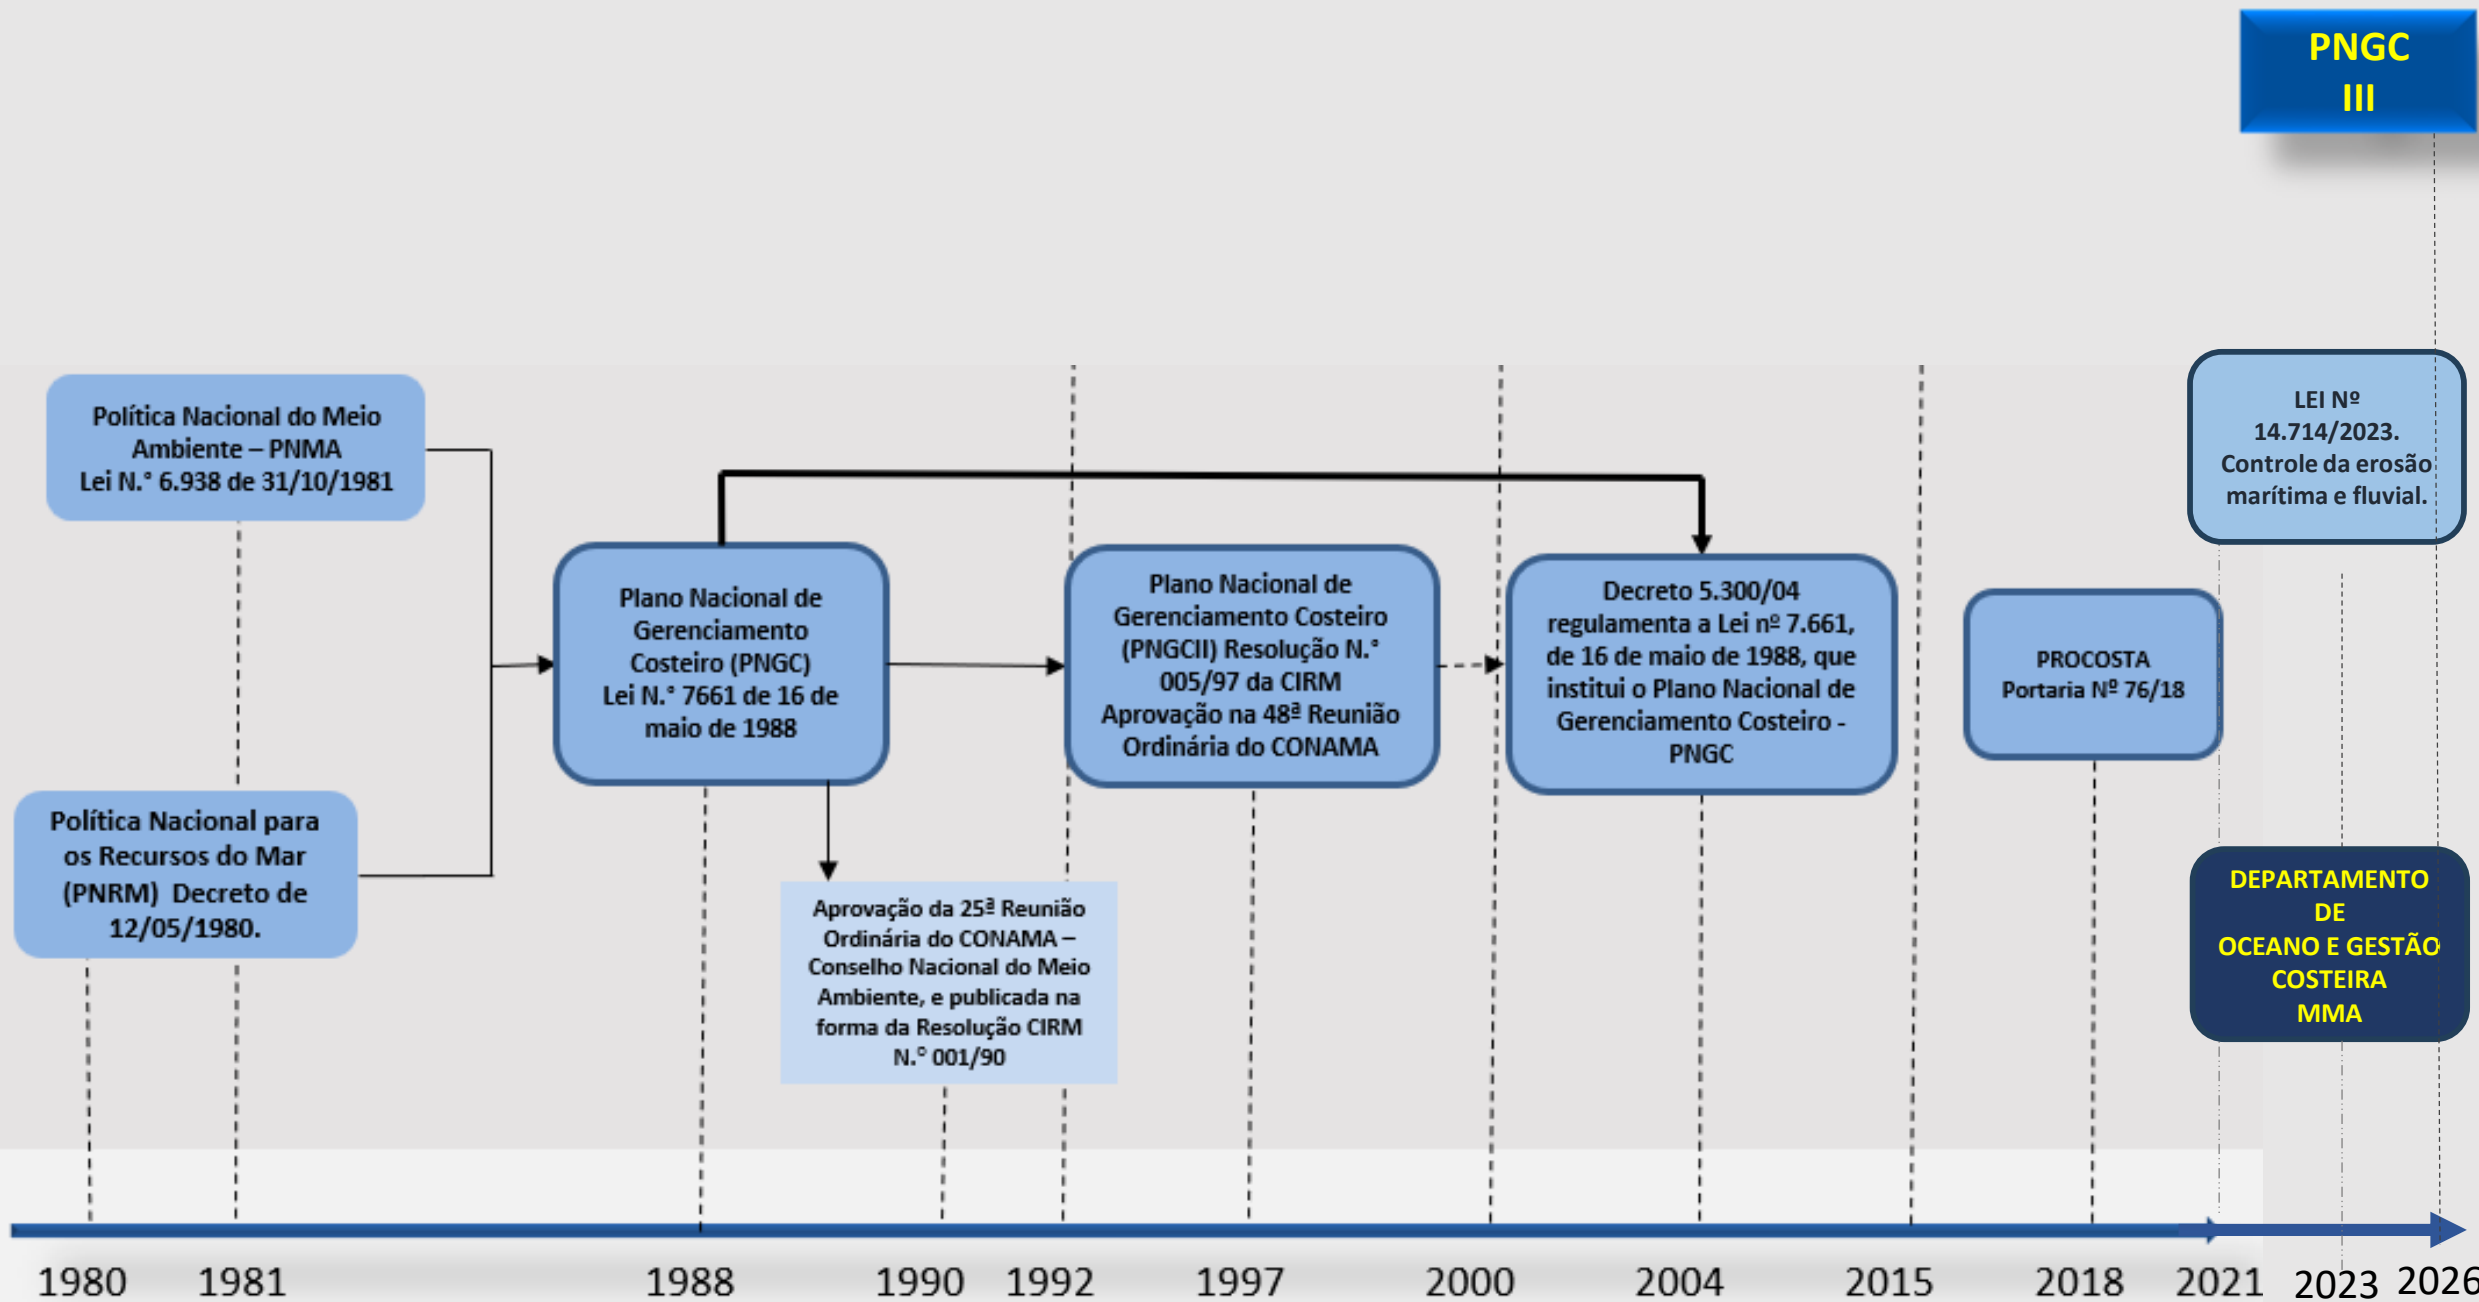 PNGC
III
Política Nacional do Meio
Ambiente – PNMA
Lei N.° 6.938 de 31/10/1981
Política Nacional para
os Recursos do Mar
(PNRM) Decreto de
12/05/1980.
Plano Nacional de
Gerenciamento
Costeiro (PNGC)
Lei N.° 7661 de 16 de
maio de 1988
Aprovação da 25ª Reunião
Ordinária do CONAMA –
Conselho Nacional do Meio
Ambiente, e publicada na
forma da Resolução CIRM
N.° 001/90
Plano Nacional de
Gerenciamento Costeiro
(PNGCII) Resolução N.°
005/97 da CIRM
Aprovação na 48ª Reunião
Ordinária do CONAMA
Decreto 5.300/04
regulamenta a Lei nº 7.661,
de 16 de maio de 1988, que
institui o Plano Nacional de
Gerenciamento Costeiro -
PNGC
PROCOSTA
Portaria Nº 76/18
LEI Nº
14.714/2023.
Controle da erosão
marítima e fluvial.
DEPARTAMENTO
DE
OCEANO E GESTÃO
COSTEIRA
MMA
1980 1981 1988 1990 1992 1997 2000 2004 2015 2018 2021 2023 2026